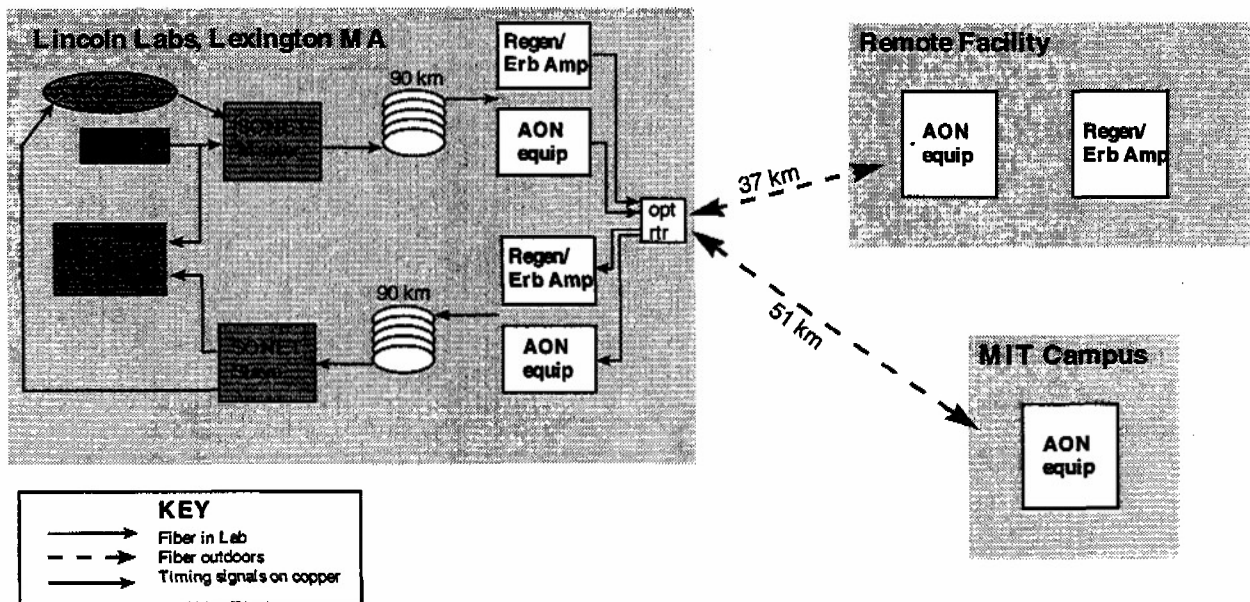 Lincoln Labs, Lexington MA
Regen/
Erb Amp
90 km
AON
equip
opt
rtr
Regen/
Erb Amp
90 km
AON
equip
37 km
51 km
Remote Facility
AON
equip
Regen/
Erb Amp
MIT Campus
AON
equip
KEY
Fiber in Lab
Fiber outdoors
Timing signals on copper